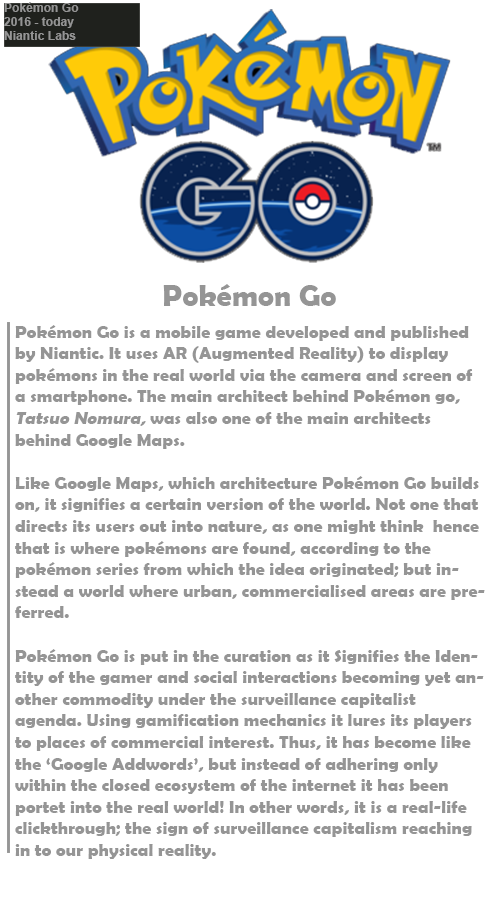 Pokémon Go
2016 - today
Niantic Labs
POKéMON
TM
GO
Pokémon Go
Pokémon Go is a mobile game developed and published
by Niantic. It uses AR (Augmented Reality) to display
pokémons in the real world via the camera and screen of
a smartphone. The main architect behind Pokémon go,
Tatsuo Nomura, was also one of the main architects
behind Google Maps.
Like Google Maps, which architecture Pokémon Go builds
on, it signifies a certain version of the world. Not one that
directs its users out into nature, as one might think  hence
that is where pokémons are found, according to the
pokémon series from which the idea originated; but in-
stead a world where urban, commercialised areas are pre-
ferred.
Pokémon Go is put in the curation as it Signifies the Iden-
tity of the gamer and social interactions becoming yet an-
other commodity under the surveillance capitalist
agenda. Using gamification mechanics it lures its players
to places of commercial interest. Thus, it has become like
the ‘Google Addwords’, but instead of adhering only
within the closed ecosystem of the internet it has been
portet into the real world! In other words, it is a real-life
clickthrough; the sign of surveillance capitalism reaching
in to our physical reality.